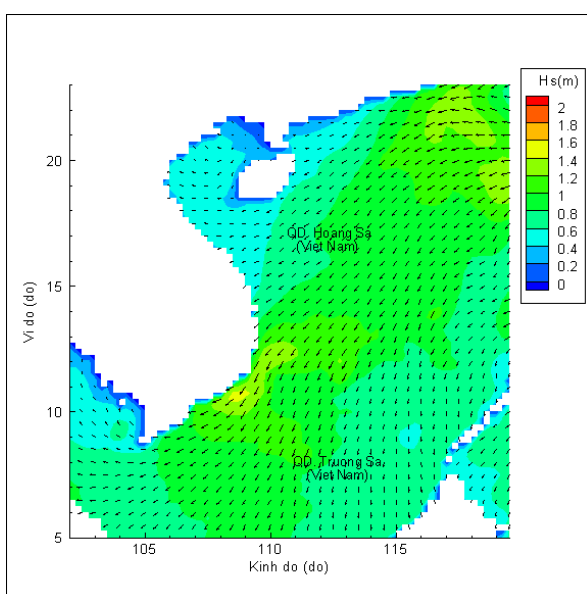 Hs(m)
2
1.8
1.6
1.4
1.2
1
0.8
0.6
0.4
0.2
0
20
15
10
5
Vi do (do)
QD. Hoang Sa
(Viet Nam)
QD. Truong Sa
(Viet Nam)
105
110
115
Kinh do (do)